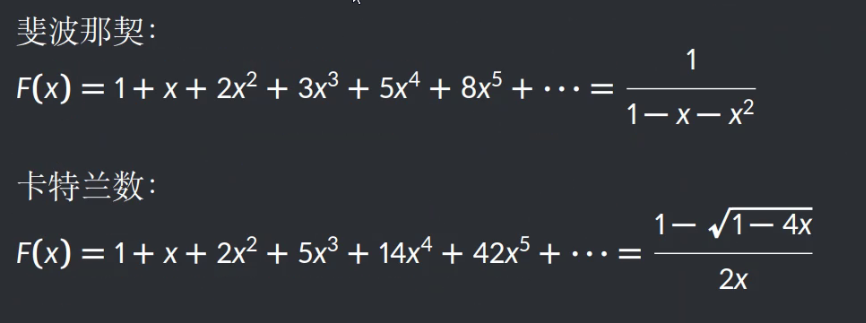 斐波那契:
F(x) = 1 + x + 2x² + 3x³ + 5x⁴ + 8x⁵ + ⋯ = 1/(1 − x − x²)
卡特兰数:
F(x) = 1 + x + 2x² + 5x³ + 14x⁴ + 42x⁵ + ⋯ = (1 − √(1 − 4x))/(2x)